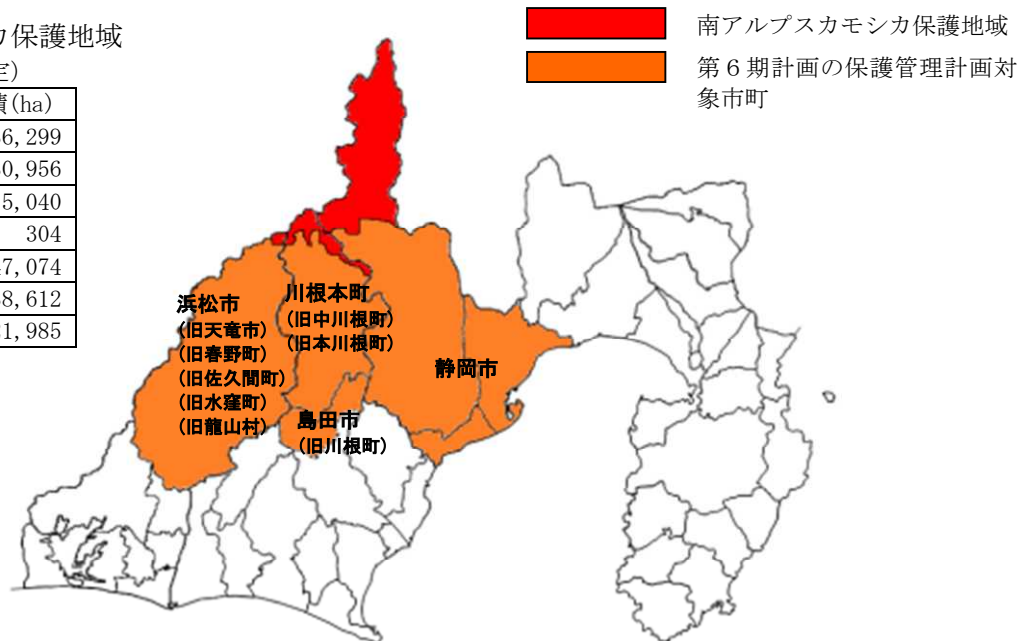 カ保護地域
定)
積(ha)
6,299
0,956
5,040
304
7,074
8,612
1,985
南アルプスカモシカ保護地域
第６期計画の保護管理計画対
象市町
浜松市
(旧天竜市)
(旧春野町)
(旧佐久間町)
(旧水窪町)
(旧龍山村)
川根本町
(旧中川根町)
(旧本川根町)
静岡市
島田市
(旧川根町)